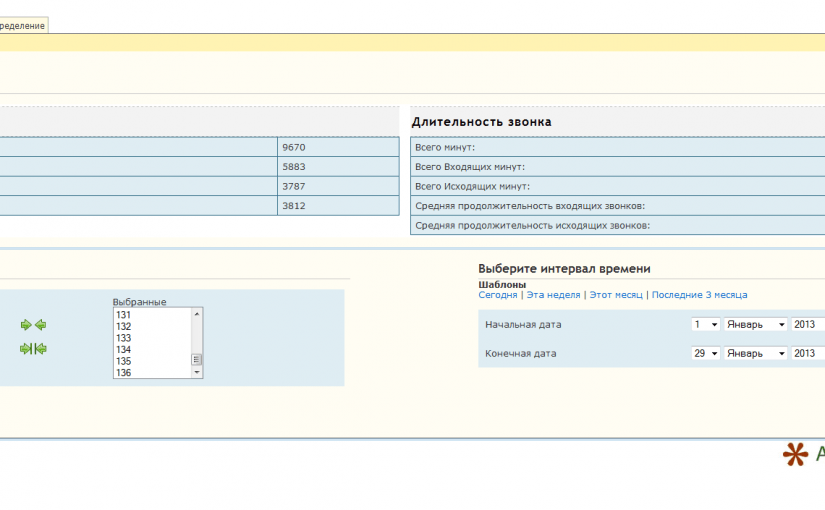 ределение
Длительность звонка
9670
5883
3787
3812
Всего минут:
Всего Входящих минут:
Всего Исходящих минут:
Средняя продолжительность входящих звонков:
Средняя продолжительность исходящих звонков:
Выбранные
131
132
133
134
135
136
Выберите интервал времени
Шаблоны
Сегодня | Эта неделя | Этот месяц | Последние 3 месяца
Начальная дата 1 Январь 2013
Конечная дата 29 Январь 2013
A